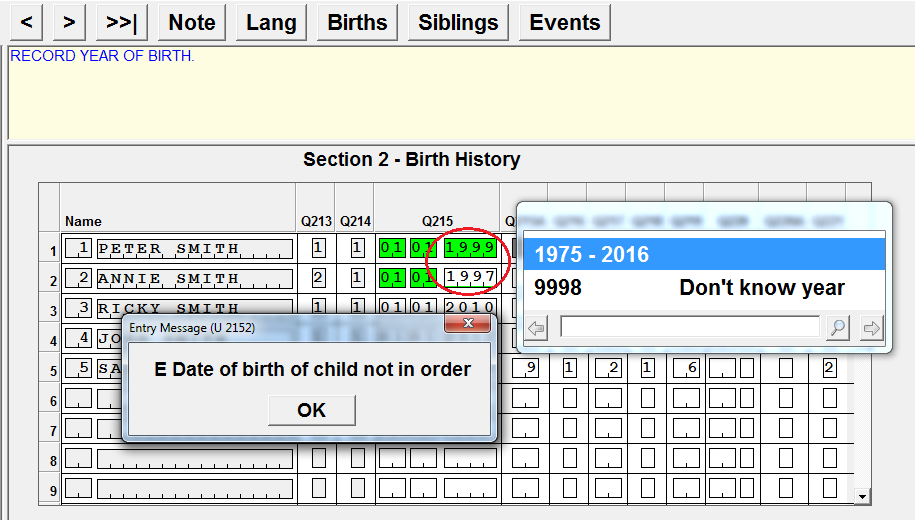 < > >>| Note Lang Births Siblings Events
RECORD YEAR OF BIRTH.
Section 2 - Birth History
Name Q213 Q214 Q215
1 1 PETER SMITH 1 1 01 01 1999
2 2 ANNIE SMITH 2 1 01 01 1997
3 3 RICKY SMITH 1 1 01 01 2010
4 4
5 5 SA 9 1 2 1 6 2
6
7
8
9
1975 - 2016
9998 Don't know year
Entry Message (U 2152)
E Date of birth of child not in order
OK